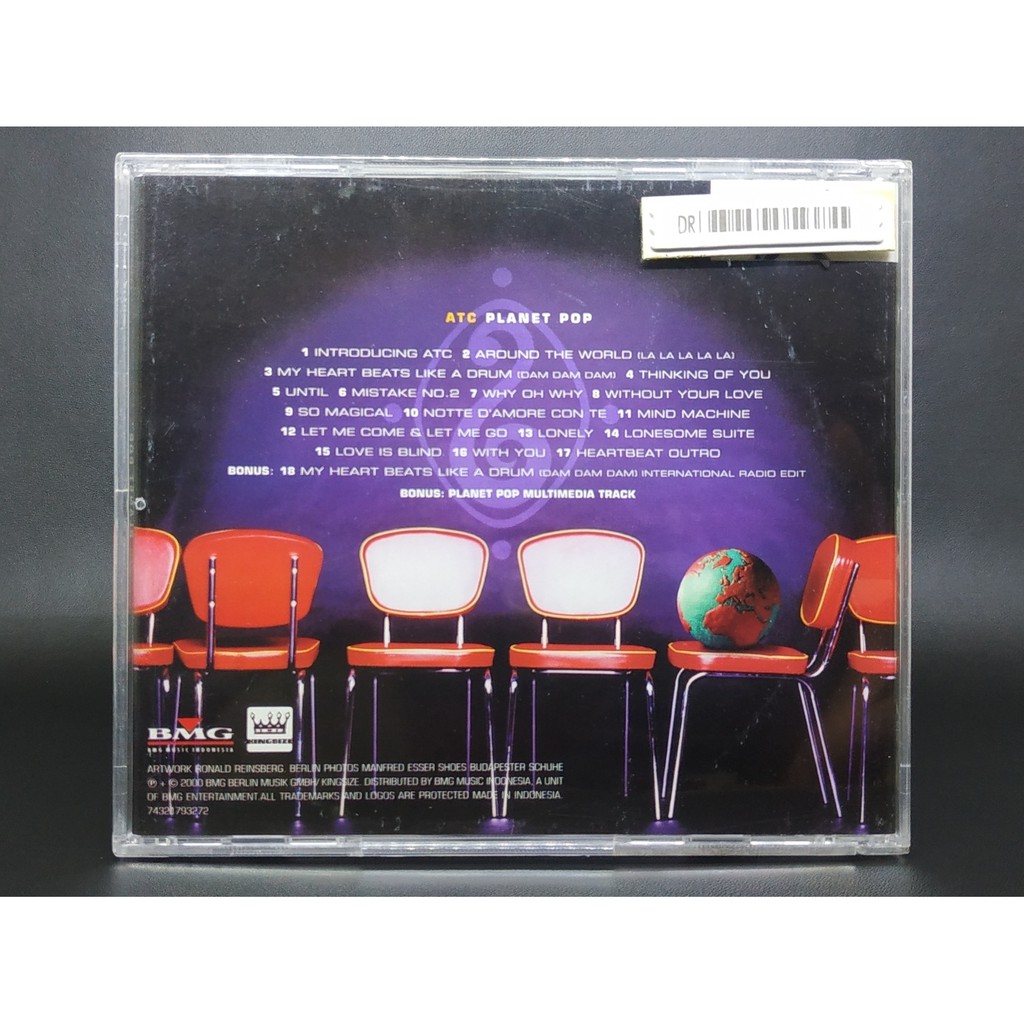 DR
ATC PLANET POP
1 INTRODUCING ATC 2 AROUND THE WORLD (LA LA LA LA LA)
3 MY HEART BEATS LIKE A DRUM (DAM DAM DAM) 4 THINKING OF YOU
5 UNTIL 6 MISTAKE NO.2 7 WHY OH WHY 8 WITHOUT YOUR LOVE
9 SO MAGICAL 10 NOTTE D'AMORE CON TE 11 MIND MACHINE
12 LET ME COME & LET ME GO 13 LONELY 14 LONESOME SUITE
15 LOVE IS BLIND 16 WITH YOU 17 HEARTBEAT OUTRO
BONUS: 18 MY HEART BEATS LIKE A DRUM (DAM DAM DAM) INTERNATIONAL RADIO EDIT
BONUS: PLANET POP MULTIMEDIA TRACK
BMG
BMG MUSIC INDONESIA
KINGSIZE
ARTWORK RONALD REINSBERG. BERLIN PHOTOS MANFRED ESSER SHOES BUDAPESTER SCHUHE
℗ + © 2000 BMG BERLIN MUSIK GMBH/ KINGSIZE. DISTRIBUTED BY BMG MUSIC INDONESIA, A UNIT
OF BMG ENTERTAINMENT.ALL TRADEMARKS AND LOGOS ARE PROTECTED MADE IN INDONESIA.
74321793272